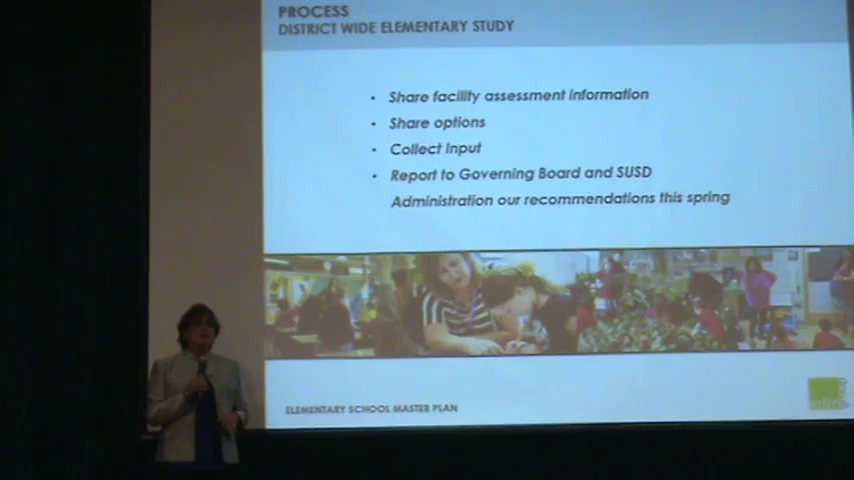 PROCESS
DISTRICT WIDE ELEMENTARY STUDY
• Share facility assessment information
• Share options
• Collect Input
• Report to Governing Board and SUSD
Administration our recommendations this spring
ELEMENTARY SCHOOL MASTER PLAN
group